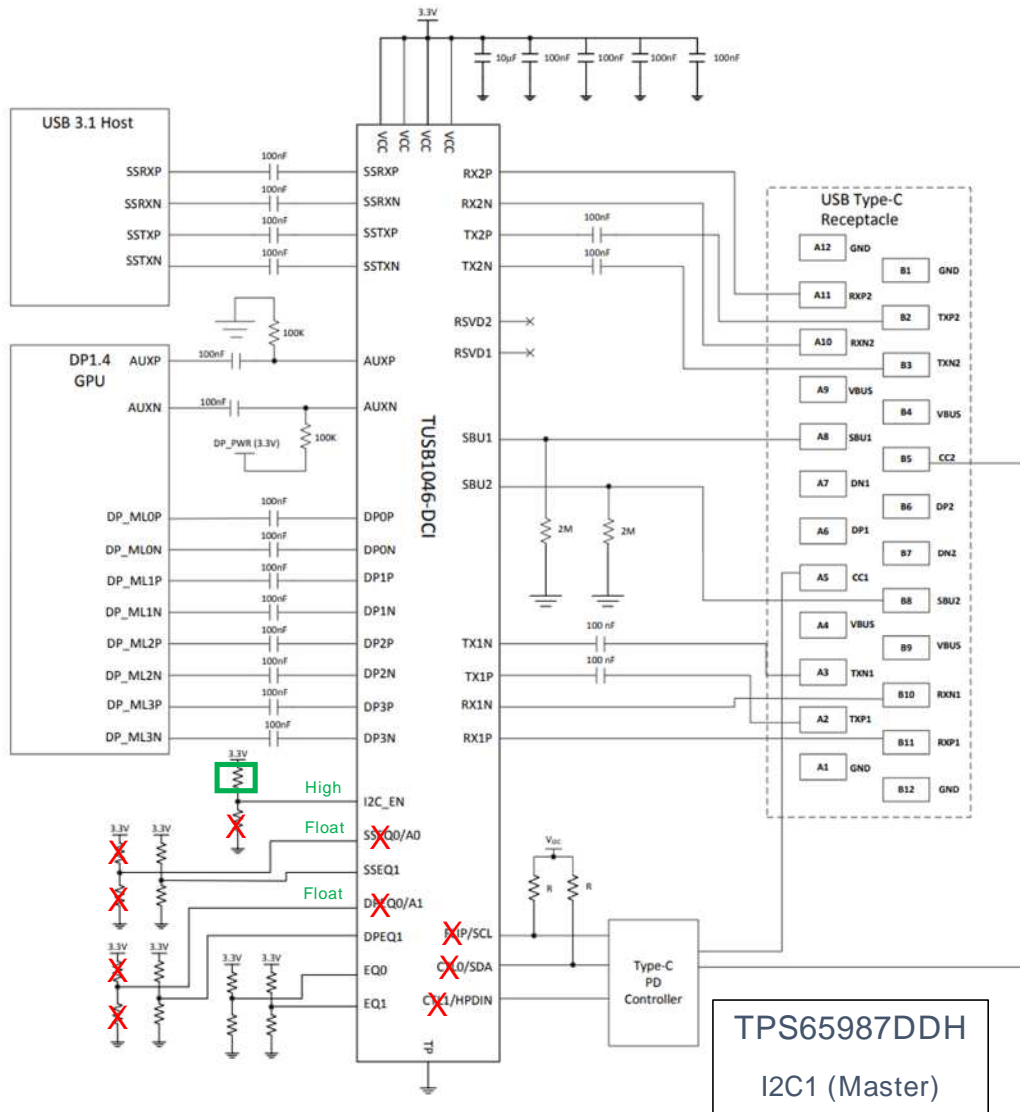 3.3V
10µF
100nF
100nF
100nF
100nF
USB 3.1 Host
SSRXP
SSRXN
SSTXP
SSTXN
100nF
100nF
100nF
100nF
VCC
VCC
VCC
VCC
SSRXP
SSRXN
SSTXP
SSTXN
RX2P
RX2N
TX2P
TX2N
100nF
100nF
RSVD2
RSVD1
DP1.4
GPU
AUXP
AUXN
100nF
100K
100nF
100K
DP_PWR (3.3V)
AUXP
AUXN
TUSB1046-DCI
SBU1
SBU2
2M
2M
DP_ML0P
DP_ML0N
DP_ML1P
DP_ML1N
DP_ML2P
DP_ML2N
DP_ML3P
DP_ML3N
100nF
100nF
100nF
100nF
100nF
100nF
100nF
100nF
DP0P
DP0N
DP1P
DP1N
DP2P
DP2N
DP3P
DP3N
TX1N
TX1P
RX1N
RX1P
100 nF
100 nF
USB Type-C
Receptacle
A12 GND
B1 GND
A11 RXP2
B2 TXP2
A10 RXN2
B3 TXN2
A9 VBUS
B4 VBUS
A8 SBU1
B5 CC2
A7 DN1
B6 DP2
A6 DP1
B7 DN2
A5 CC1
B8 SBU2
A4 VBUS
B9 VBUS
A3 TXN1
B10 RXN1
A2 TXP1
B11 RXP1
A1 GND
B12 GND
3.3V
High
I2C_EN
Float
SSEQ0/A0
3.3V
3.3V
SSEQ1
Float
DPEQ0/A1
DPEQ1
3.3V
3.3V
3.3V
3.3V
EQ0
EQ1
FLIP/SCL
CTL0/SDA
CTL1/HPDIN
TP
R
R
Type-C
PD
Controller
TPS65987DDH
I2C1 (Master)